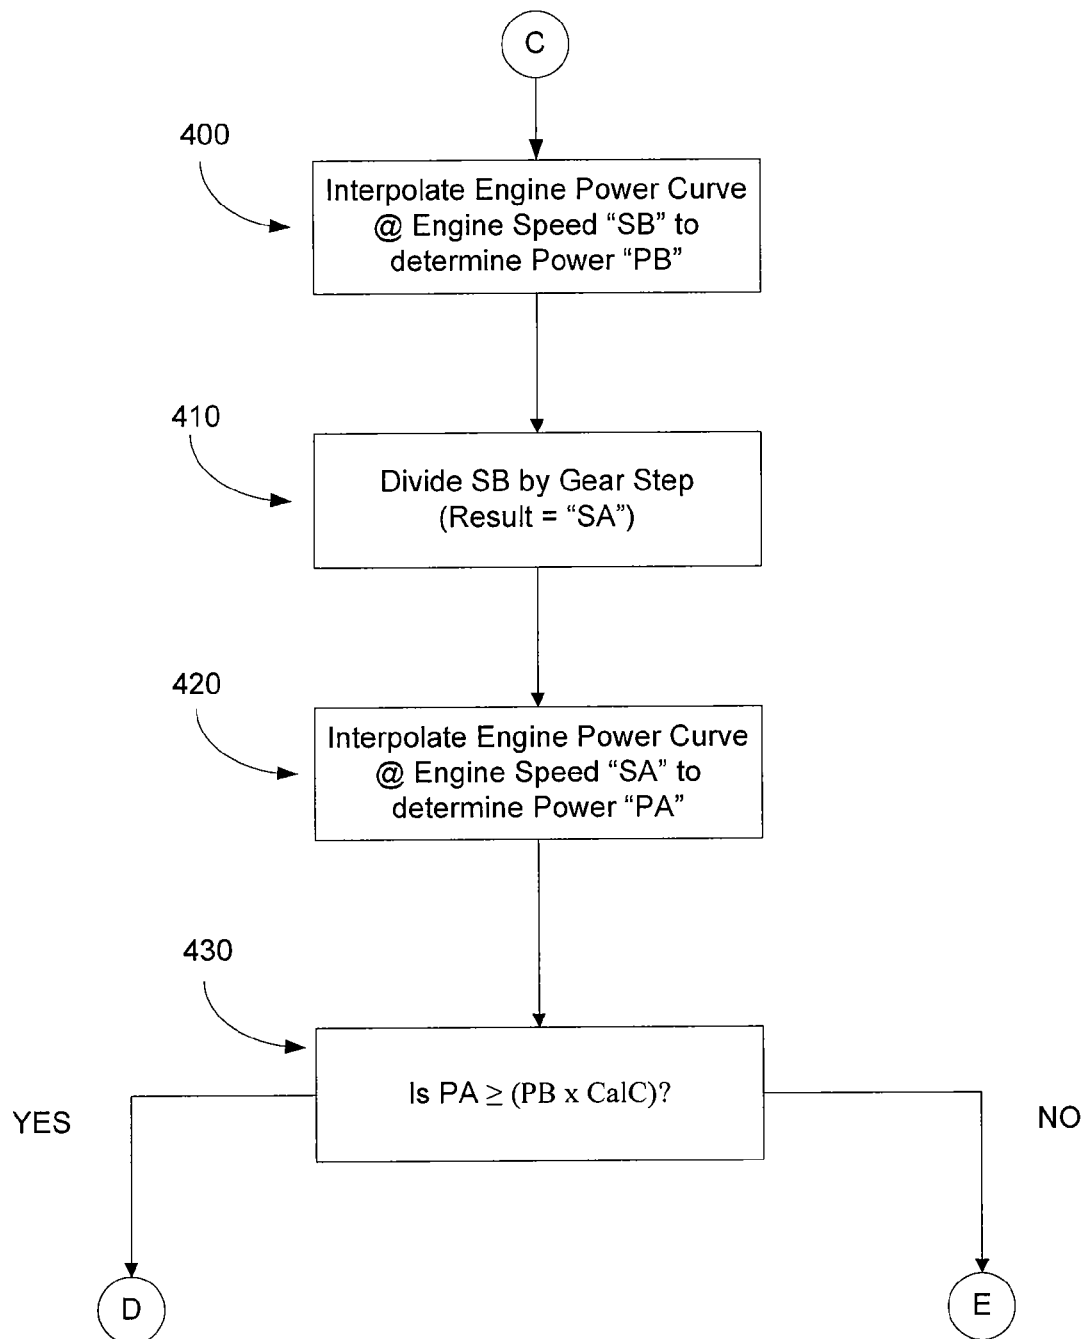 C
400
Interpolate Engine Power Curve
@ Engine Speed “SB” to
determine Power “PB”
410
Divide SB by Gear Step
(Result = “SA”)
420
Interpolate Engine Power Curve
@ Engine Speed “SA” to
determine Power “PA”
430
Is PA ≥ (PB x CalC)?
YES
NO
D
E